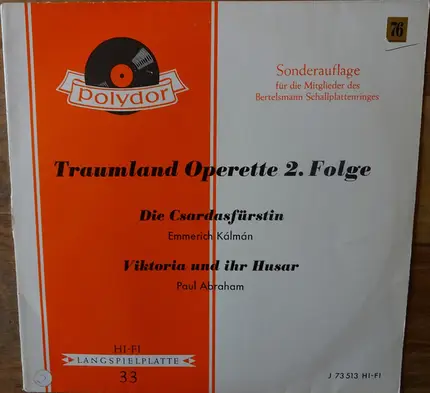 polydor
76
Sonderauflage
für die Mitglieder des
Bertelsmann Schallplattenringes
Traumland Operette 2. Folge
Die Csardasfürstin
Emmerich Kálmán
Viktoria und ihr Husar
Paul Abraham
HI-FI
LANGSPIELPLATTE
33
J 73 513 HI-FI